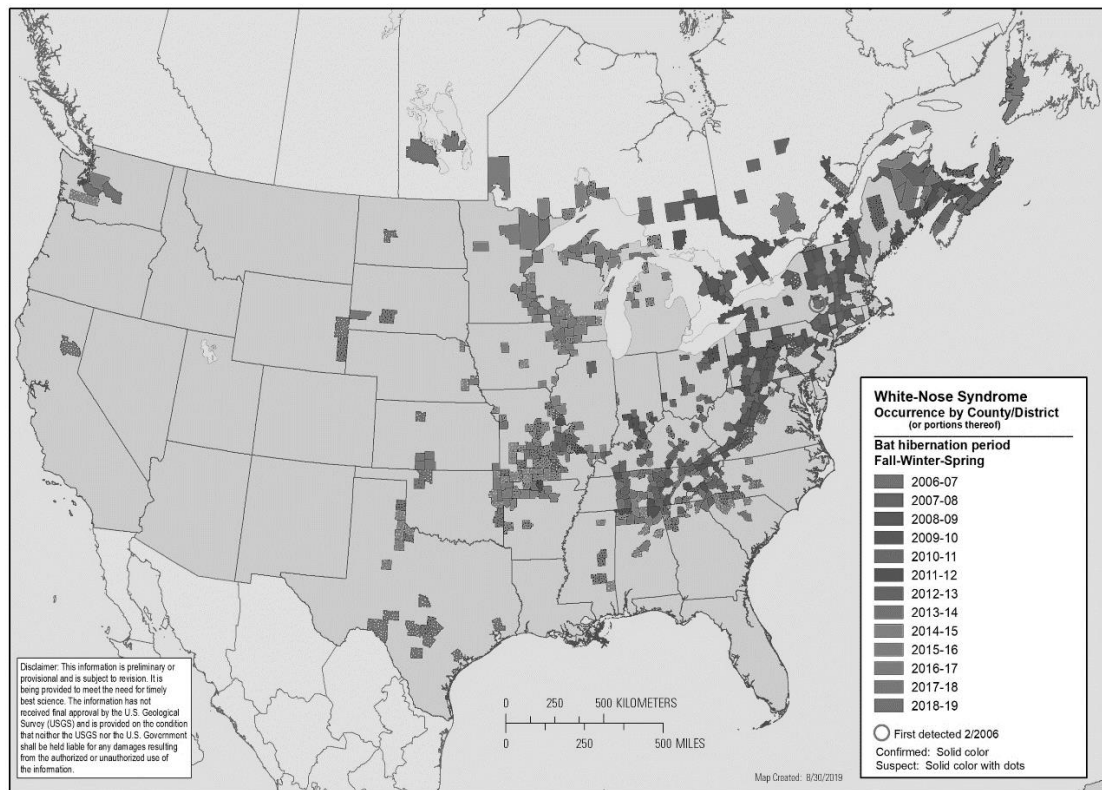 White-Nose Syndrome
Occurrence by County/District
(or portions thereof)
Bat hibernation period
Fall-Winter-Spring
2006-07
2007-08
2008-09
2009-10
2010-11
2011-12
2012-13
2013-14
2014-15
2015-16
2016-17
2017-18
2018-19
First detected 2/2006
Confirmed: Solid color
Suspect: Solid color with dots
Disclaimer: This information is preliminary or
provisional and is subject to revision. It is
being provided to meet the need for timely
best science. The information has not
received final approval by the U.S. Geological
Survey (USGS) and is provided on the condition
that neither the USGS nor the U.S. Government
shall be held liable for any damages resulting
from the authorized or unauthorized use of
the information.
0 250 500 KILOMETERS
0 250 500 MILES
Map Created: 8/30/2019